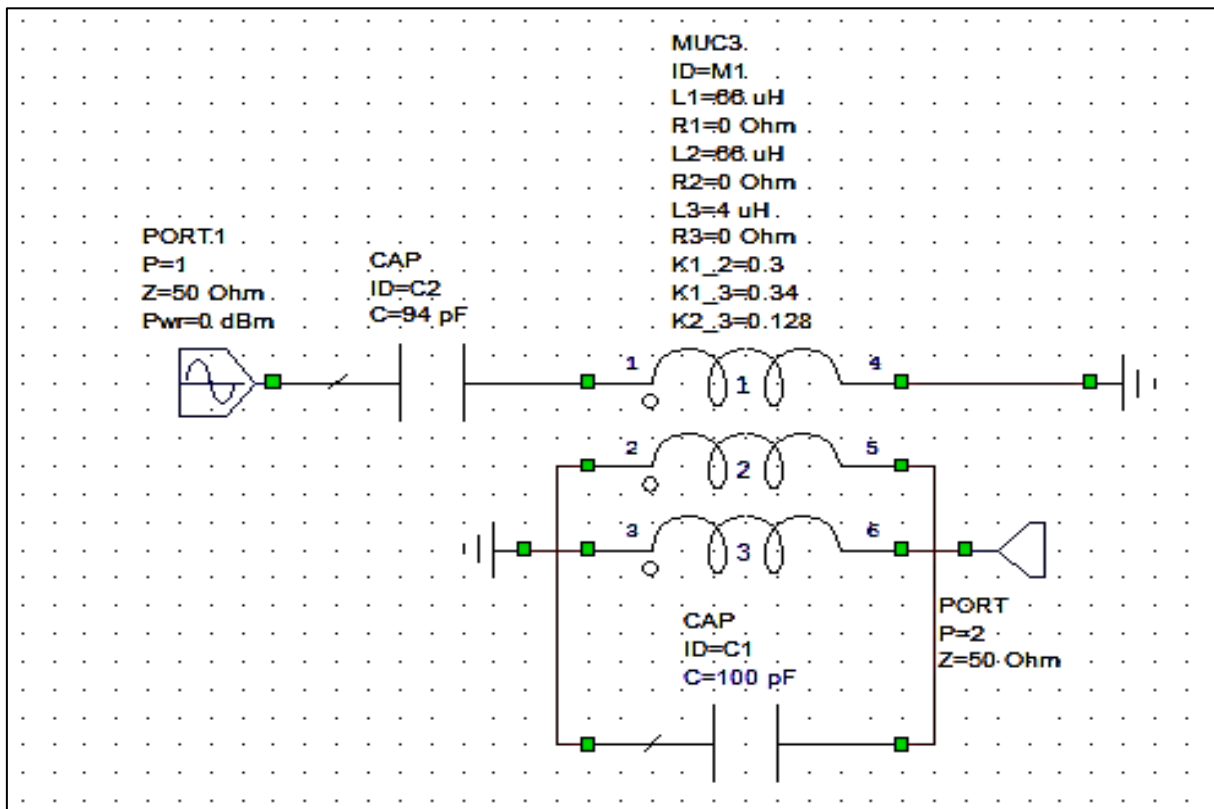 MUC3
ID=M1
L1=66 uH
R1=0 Ohm
L2=66 uH
R2=0 Ohm
L3=4 uH
R3=0 Ohm
K1_2=0.3
K1_3=0.34
K2_3=0.128
PORT1
P=1
Z=50 Ohm
Pwr=0 dBm
CAP
ID=C2
C=94 pF
1
1
4
2
2
5
3
3
6
CAP
ID=C1
C=100 pF
PORT
P=2
Z=50 Ohm